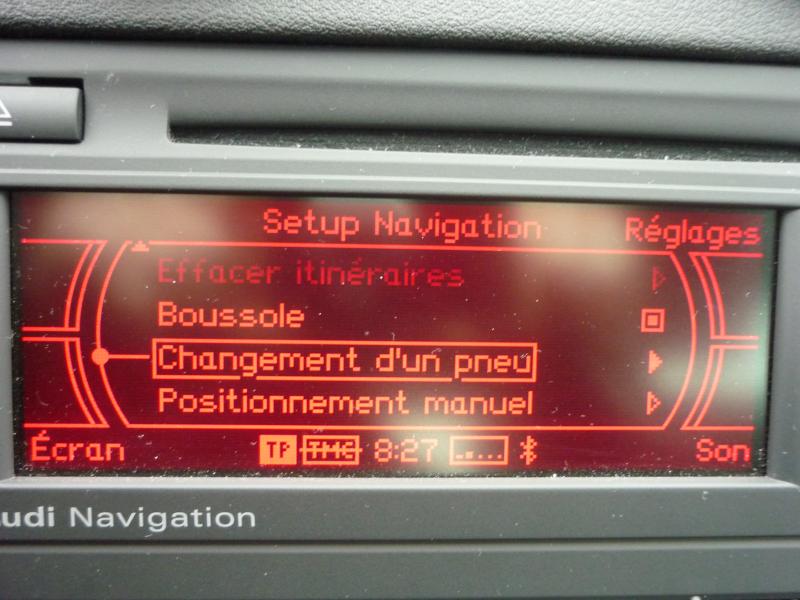 Setup Navigation
Réglages
Effacer itinéraires
Boussole
Changement d'un pneu
Positionnement manuel
Écran
TP TMC 8:27
Son
udi Navigation